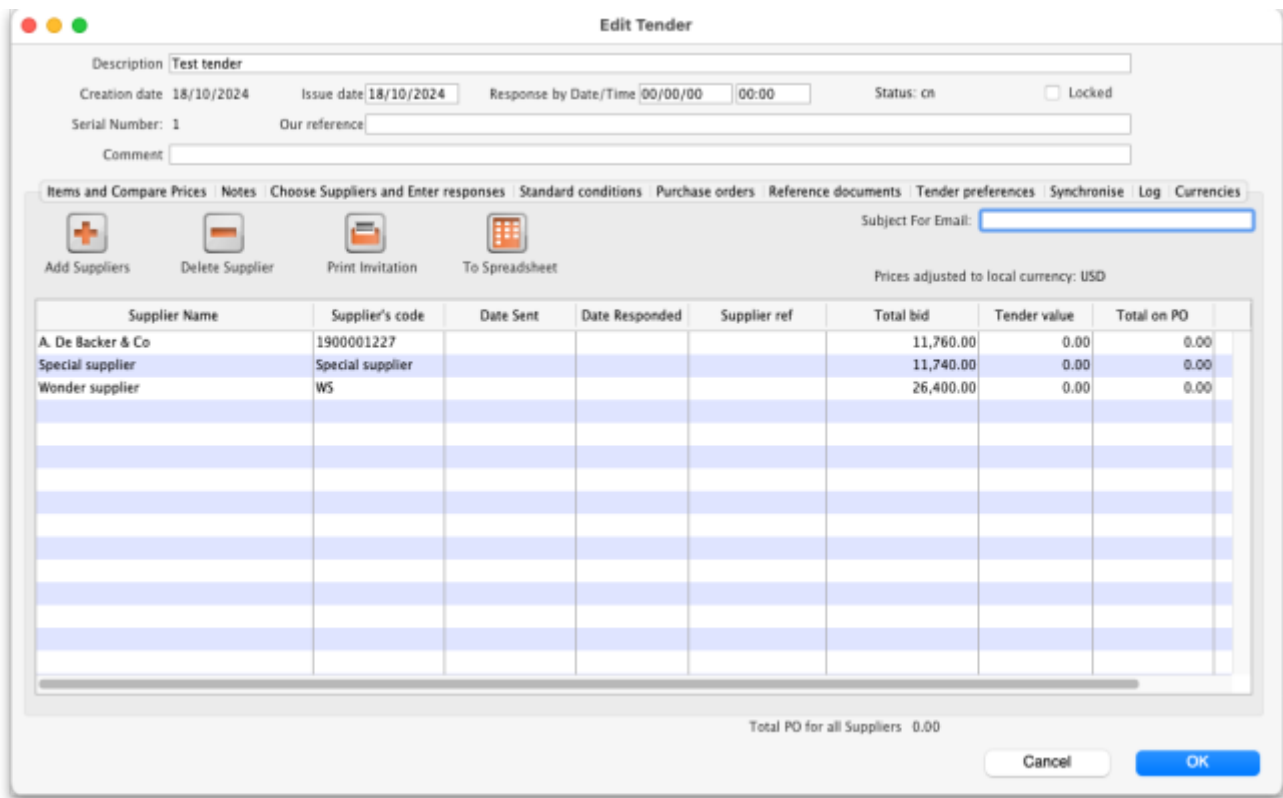 Edit Tender
Description Test tender
Creation date 18/10/2024 Issue date 18/10/2024 Response by Date/Time 00/00/00 00:00 Status: cn Locked
Serial Number: 1 Our reference
Comment
Items and Compare Prices Notes Choose Suppliers and Enter responses Standard conditions Purchase orders Reference documents Tender preferences Synchronise Log Currencies
Subject For Email:
Add Suppliers Delete Supplier Print Invitation To Spreadsheet
Prices adjusted to local currency: USD
Supplier Name Supplier's code Date Sent Date Responded Supplier ref Total bid Tender value Total on PO
A. De Backer & Co 1900001227 11,760.00 0.00 0.00
Special supplier Special supplier 11,740.00 0.00 0.00
Wonder supplier WS 26,400.00 0.00 0.00
Total PO for all Suppliers 0.00
Cancel OK